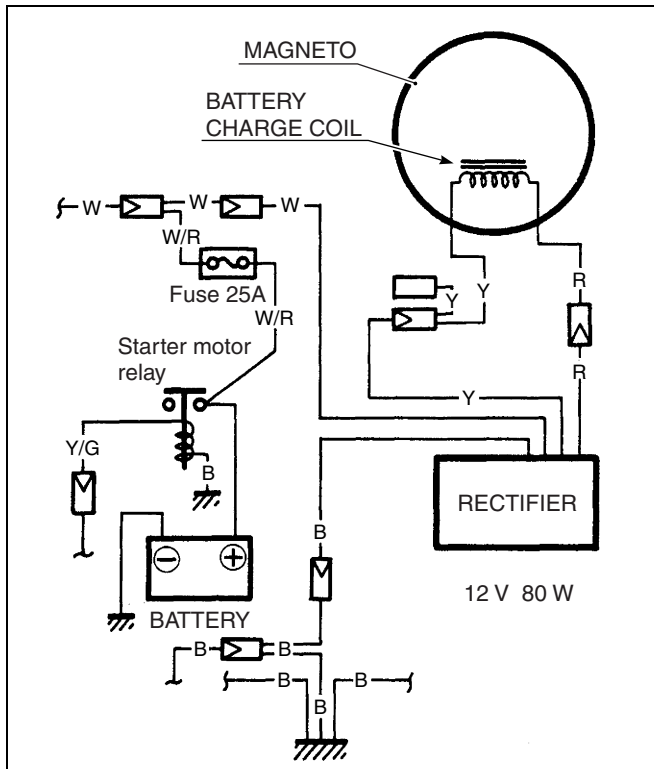 MAGNETO
BATTERY
CHARGE COIL
W
W
W
W/R
Fuse 25A
W/R
R
Y
Y
R
Starter motor
relay
Y
Y/G
B
B
RECTIFIER
12 V 80 W
BATTERY
B
B
B
B
B